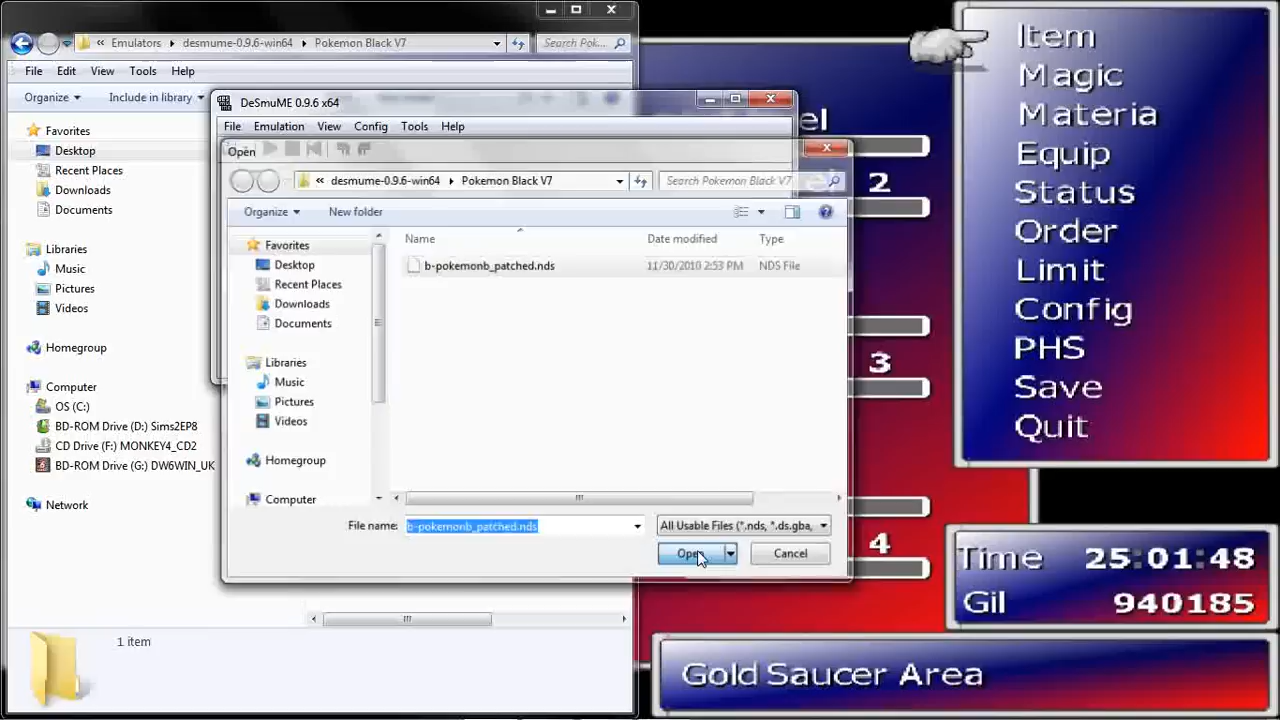 Emulators
desmume-0.9.6-win64
Pokemon Black V7
Search Pok...
File Edit View Tools Help
Organize
Include in library
Favorites
Desktop
Recent Places
Downloads
Documents
Libraries
Music
Pictures
Videos
Homegroup
Computer
OS (C:)
BD-ROM Drive (D:) Sims2EP8
CD Drive (F:) MONKEY4_CD2
BD-ROM Drive (G:) DW6WIN_UK
Network
1 item
DeSmuME 0.9.6 x64
File Emulation View Config Tools Help
Open
desmume-0.9.6-win64
Pokemon Black V7
Search Pokemon Black V7
Organize
New folder
Favorites
Desktop
Recent Places
Downloads
Documents
Libraries
Music
Pictures
Videos
Homegroup
Computer
Name Date modified Type
b-pokemonb_patched.nds 11/30/2010 2:53 PM NDS File
File name: b-pokemonb_patched.nds
All Usable Files (*.nds, *.ds.gba,
Open
Cancel
el
2
3
4
Item
Magic
Materia
Equip
Status
Order
Limit
Config
PHS
Save
Quit
Time 25:01:48
Gil 940185
Gold Saucer Area